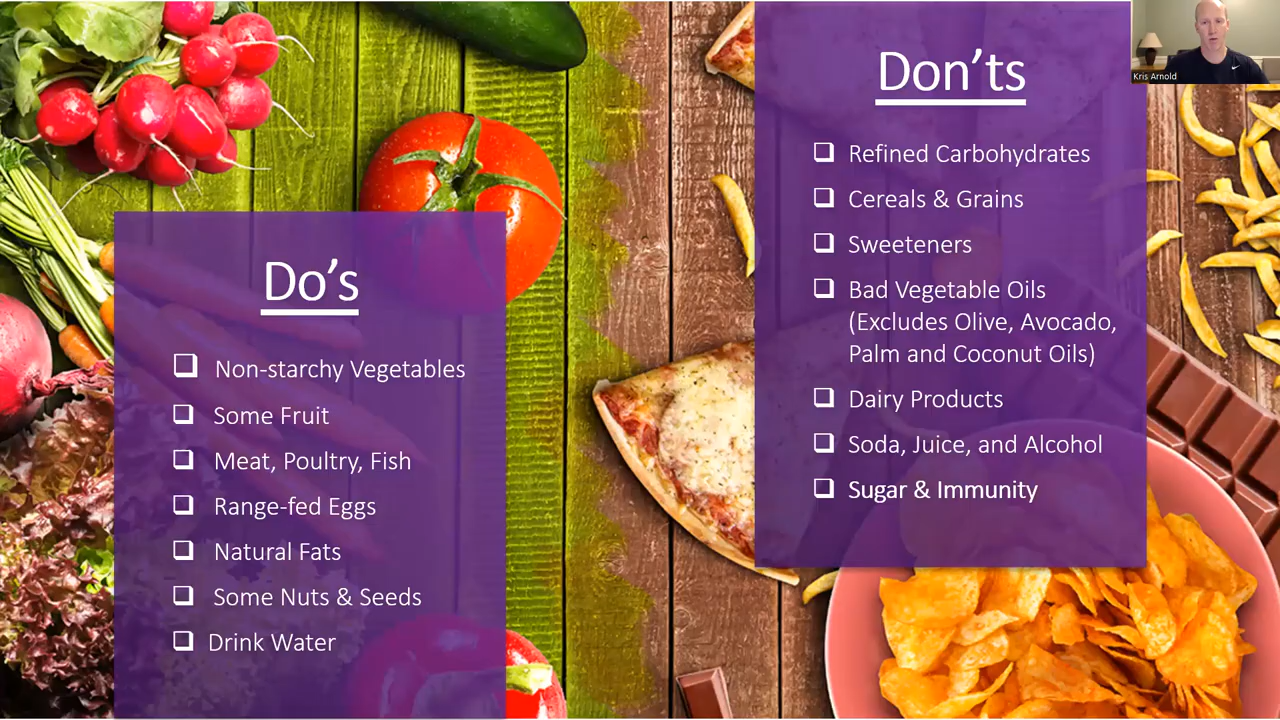 Do's
Non-starchy Vegetables
Some Fruit
Meat, Poultry, Fish
Range-fed Eggs
Natural Fats
Some Nuts & Seeds
Drink Water
Don'ts
Refined Carbohydrates
Cereals & Grains
Sweeteners
Bad Vegetable Oils
(Excludes Olive, Avocado,
Palm and Coconut Oils)
Dairy Products
Soda, Juice, and Alcohol
Sugar & Immunity
Kris Arnold